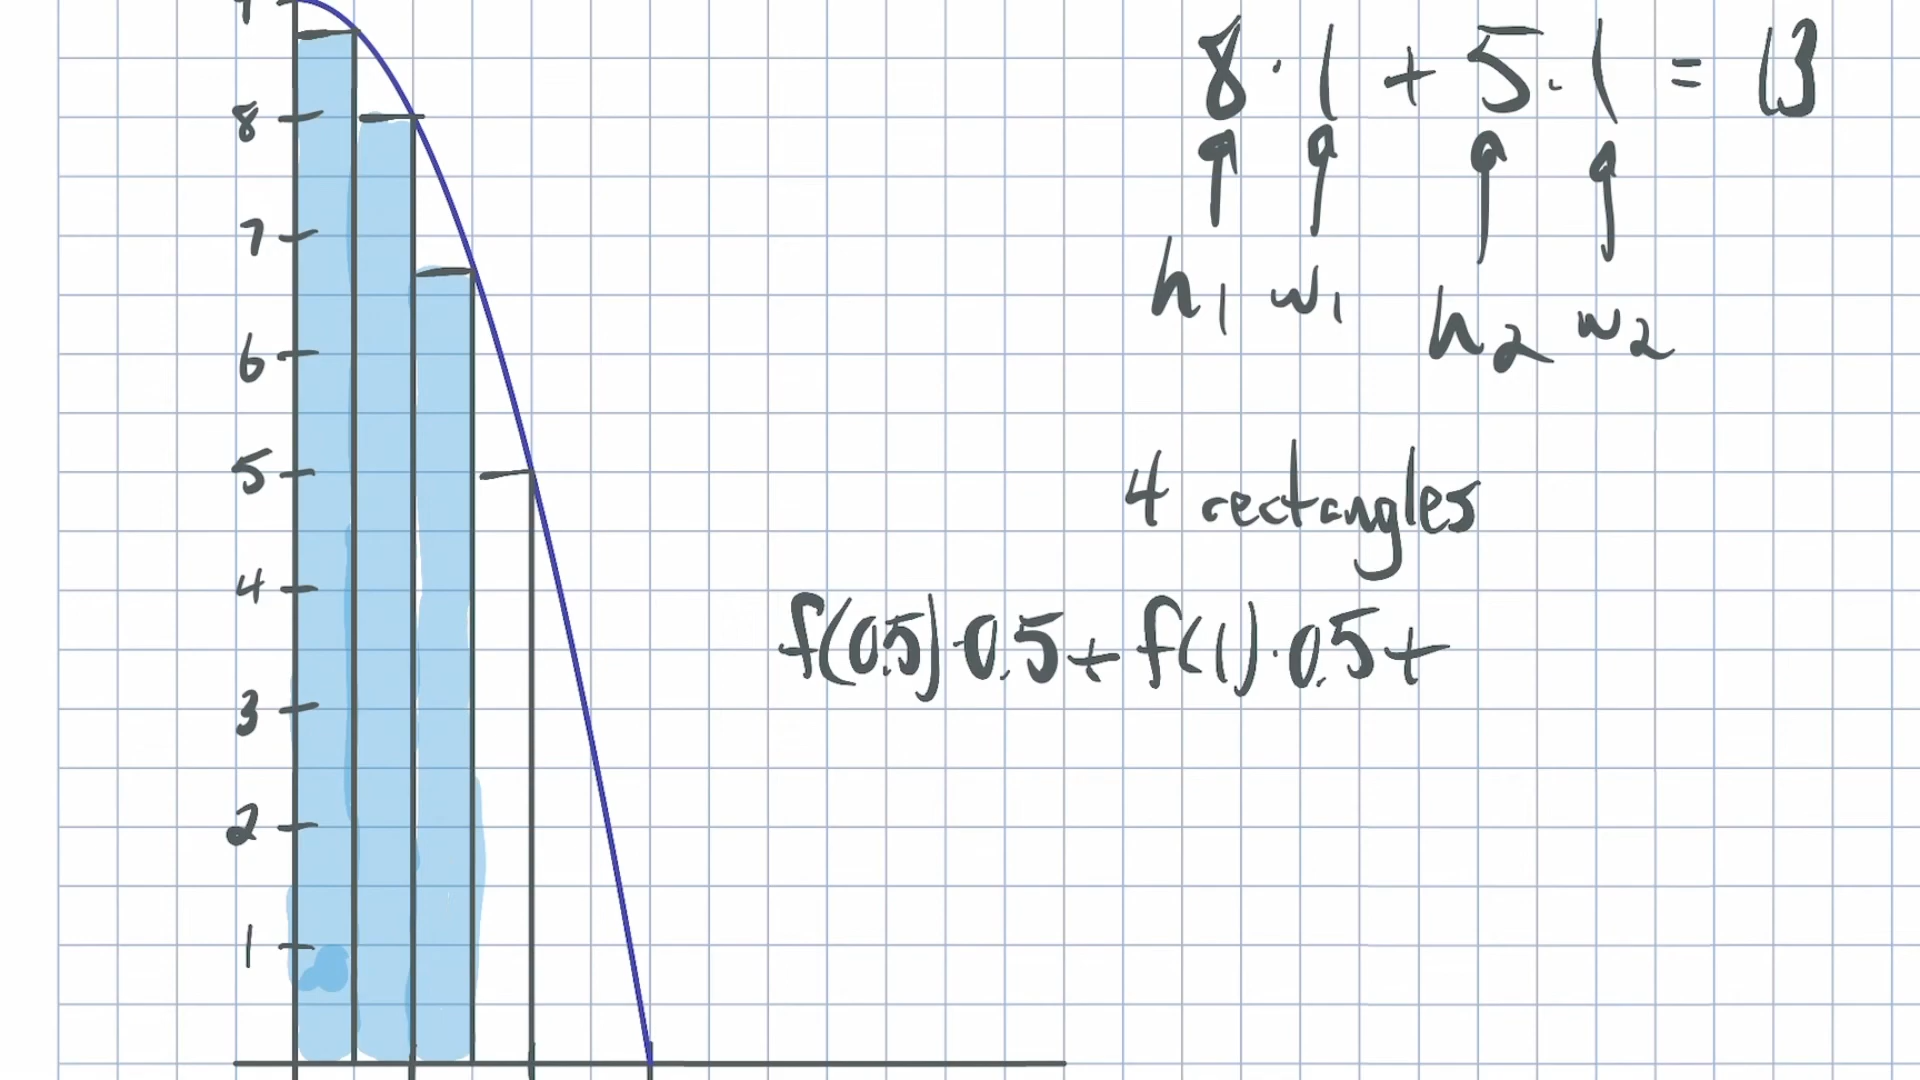 8 · 1 + 5 · 1 = 13
h1 w1 h2 w2
4 rectangles
f(0.5)·0.5 + f(1)·0.5 +
8
7
6
5
4
3
2
1